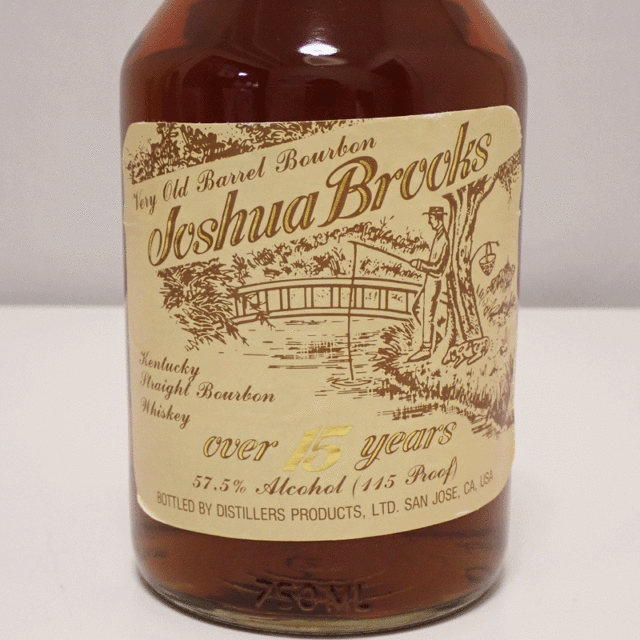 Very Old Barrel Bourbon
Joshua Brooks
Kentucky
Straight Bourbon
Whiskey
over 15 years
57.5% Alcohol (115 Proof)
BOTTLED BY DISTILLERS PRODUCTS, LTD. SAN JOSE, CA, USA
750 ML